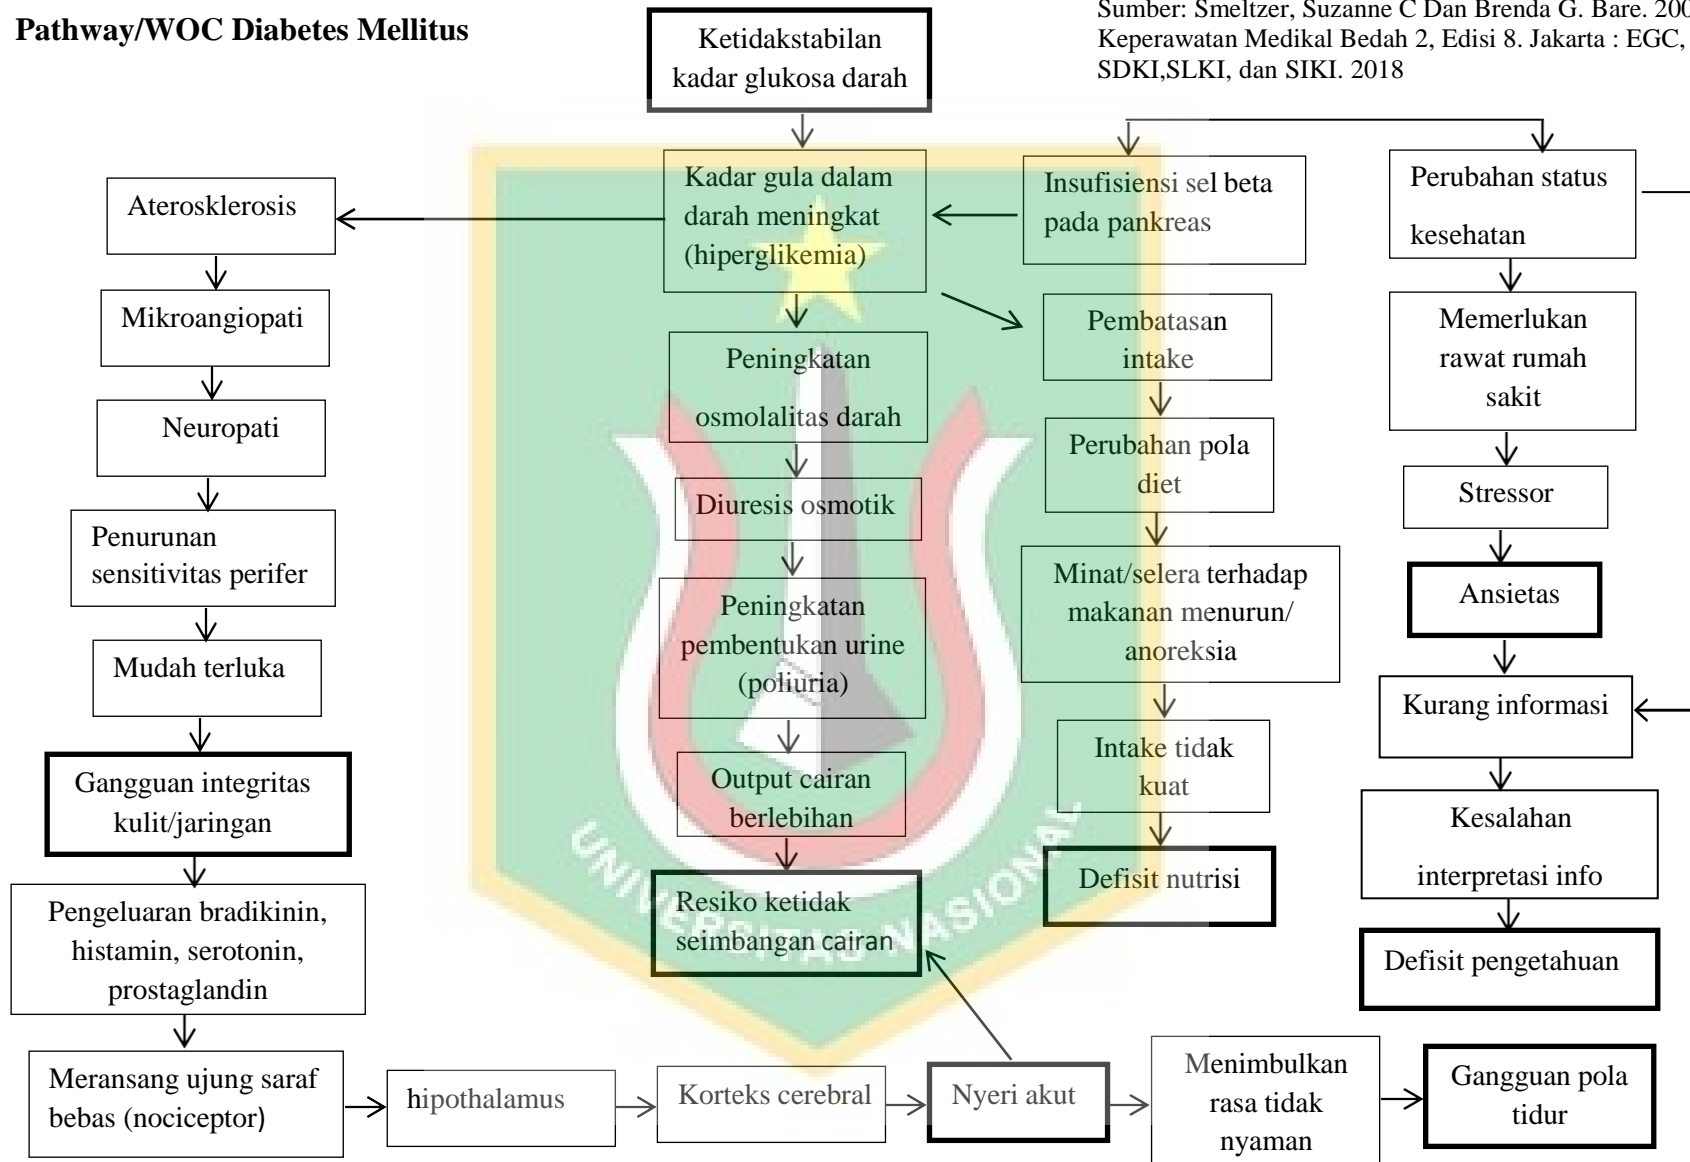 Pathway/WOC Diabetes Mellitus
Sumber: Smeltzer, Suzanne C Dan Brenda G. Bare.
Keperawatan Medikal Bedah 2, Edisi 8. Jakarta : EGC,
SDKI,SLKI, dan SIKI. 2018
Ketidakstabilan
kadar glukosa darah
Kadar gula dalam
darah meningkat
(hiperglikemia)
Insufisiensi sel beta
pada pankreas
Perubahan status
kesehatan
Aterosklerosis
Mikroangiopati
Neuropati
Penurunan
sensitivitas perifer
Mudah terluka
Gangguan integritas
kulit/jaringan
Pengeluaran bradikinin,
histamin, serotonin,
prostaglandin
Meransang ujung saraf
bebas (nociceptor)
Peningkatan
osmolalitas darah
Diuresis osmotik
Peningkatan
pembentukan urine
(poliuria)
Output cairan
berlebihan
Resiko ketidak
seimbangan cairan
Pembatasan
intake
Perubahan pola
diet
Minat/selera terhadap
makanan menurun/
anoreksia
Intake tidak
kuat
Defisit nutrisi
Memerlukan
rawat rumah
sakit
Stressor
Ansietas
Kurang informasi
Kesalahan
interpretasi info
Defisit pengetahuan
hipothalamus
Korteks cerebral
Nyeri akut
Menimbulkan
rasa tidak
nyaman
Gangguan pola
tidur
UNIVERSITAS NASIONAL